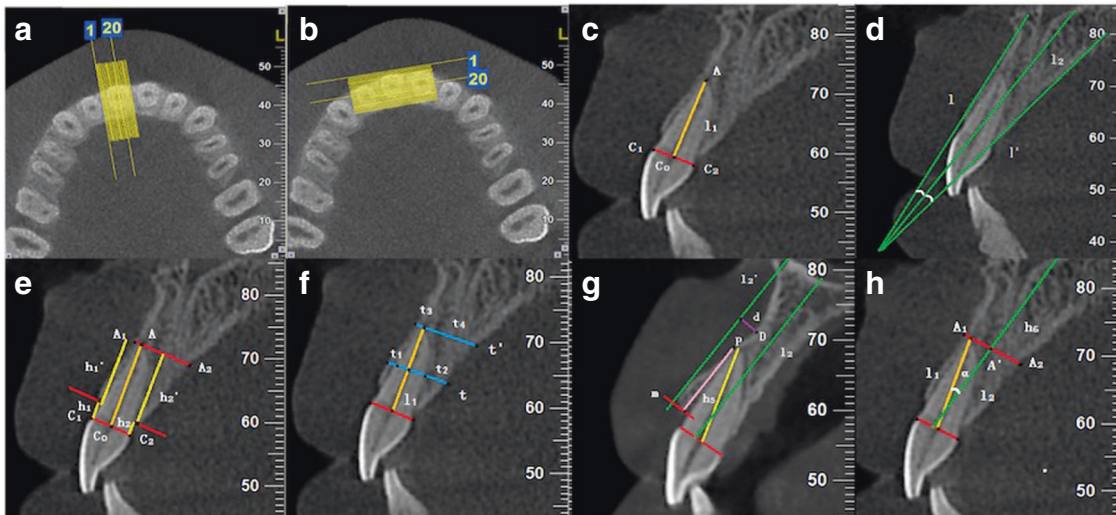 a
1 20
L
50
40
30
20
10
b
1
20
L
50
40
30
20
10
c
A
l₁
C₁
C₀
C₂
80
70
60
50
d
l
l₂
l'
80
70
60
50
40
e
A₁ A
A₂
h₁'
h₂'
h₁
C₁
h₂
C₀ C₂
80
70
60
50
f
t₃
t₄
t'
t₁
t₂
t
l₁
80
70
60
50
g
l₂'
d
D
P
l₂
m
h₅
80
70
60
50
h
A₁
h₆
A'
A₂
l₁
α
l₂
80
70
60
50